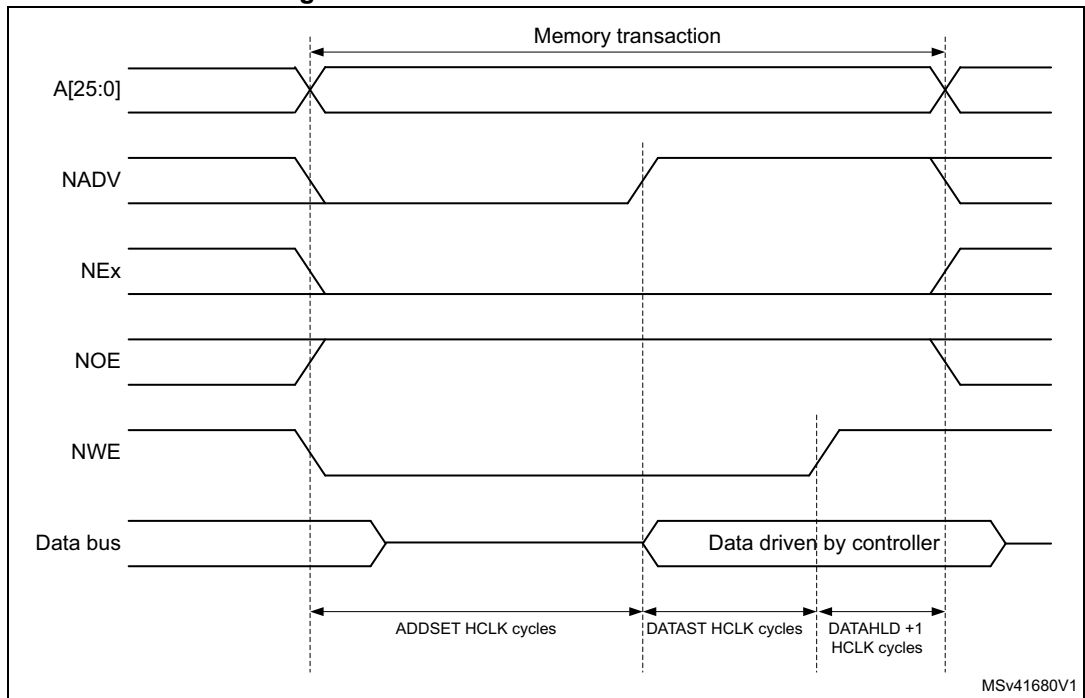 Memory transaction
A[25:0]
NADV
NEx
NOE
NWE
Data bus
Data driven by controller
ADDSET HCLK cycles
DATAST HCLK cycles
DATAHLD +1
HCLK cycles
MSv41680V1